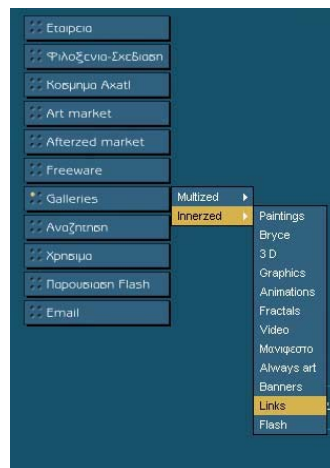 Εταιρεια
Φιλοξενια-Σχεδιαση
Κοσμημα Axatl
Art market
Afterzed market
Freeware
Galleries
Αναζητηση
Χρησιμα
Παρουσιαση Flash
Email
Multized
Innerzed
Paintings
Bryce
3 D
Graphics
Animations
Fractals
Video
Μανιφεστο
Always art
Banners
Links
Flash